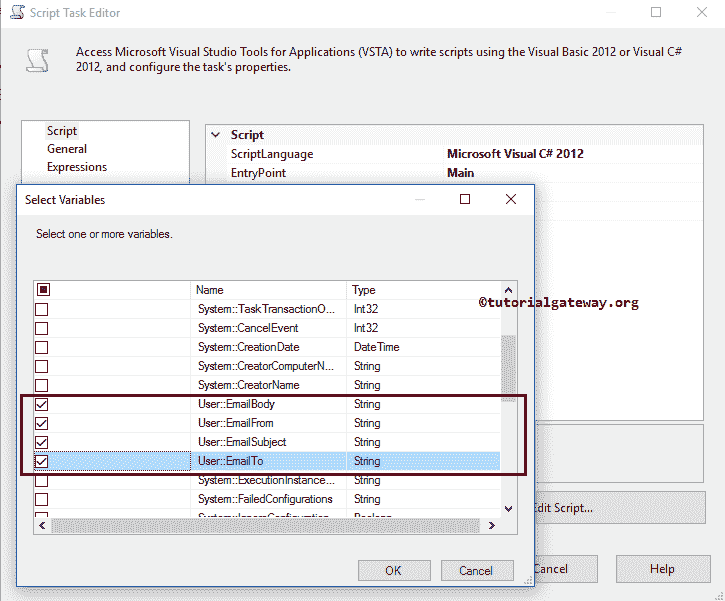 Script Task Editor
Access Microsoft Visual Studio Tools for Applications (VSTA) to write scripts using the Visual Basic 2012 or Visual C#
2012, and configure the task's properties.
Script
General
Expressions
Script
ScriptLanguage Microsoft Visual C# 2012
EntryPoint Main
Select Variables
Select one or more variables.
Name Type
System::TaskTransactionO... Int32
System::CancelEvent Int32
System::CreationDate DateTime
System::CreatorComputerN... String
System::CreatorName String
User::EmailBody String
User::EmailFrom String
User::EmailSubject String
User::EmailTo String
System::ExecutionInstance... String
System::FailedConfigurations String
©tutorialgateway.org
OK
Cancel
Edit Script...
Cancel
Help